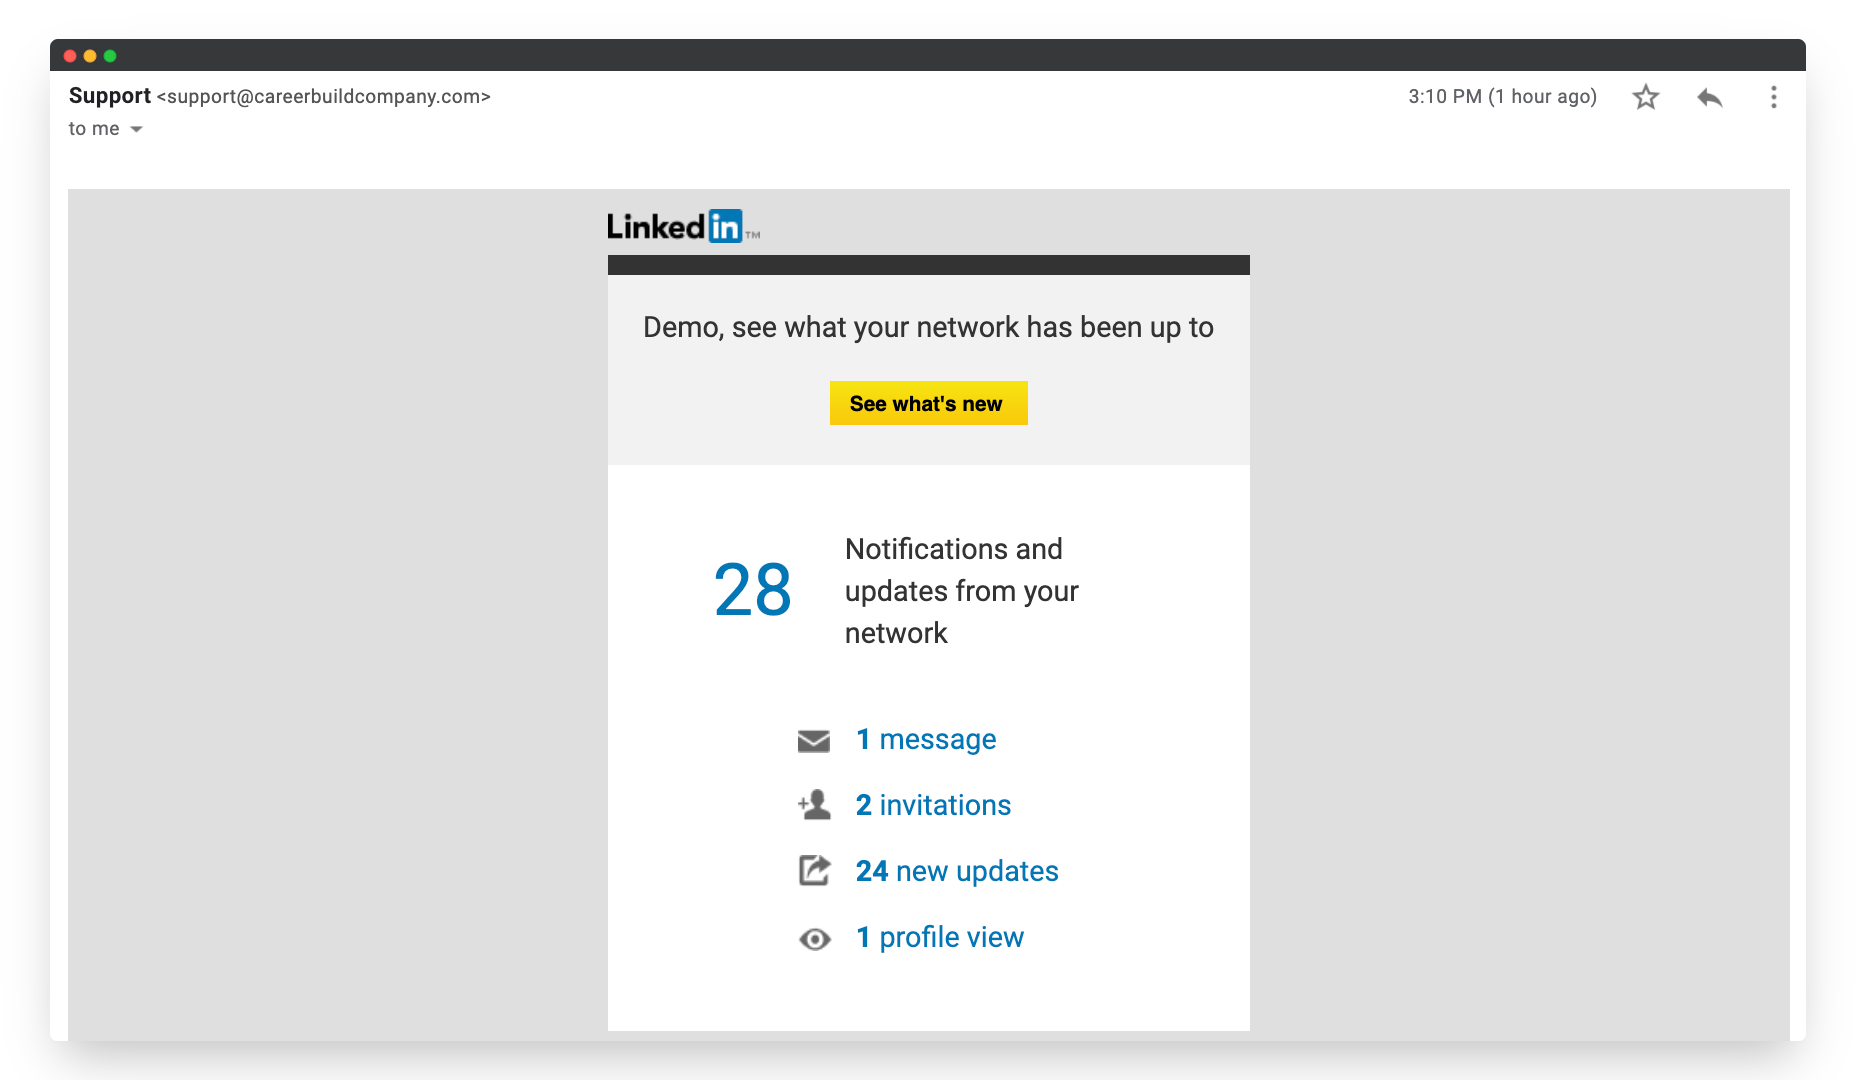 Support <support@careerbuildcompany.com>
3:10 PM (1 hour ago)
to me
Linkedin™
Demo, see what your network has been up to
See what's new
28
Notifications and
updates from your
network
1 message
2 invitations
24 new updates
1 profile view